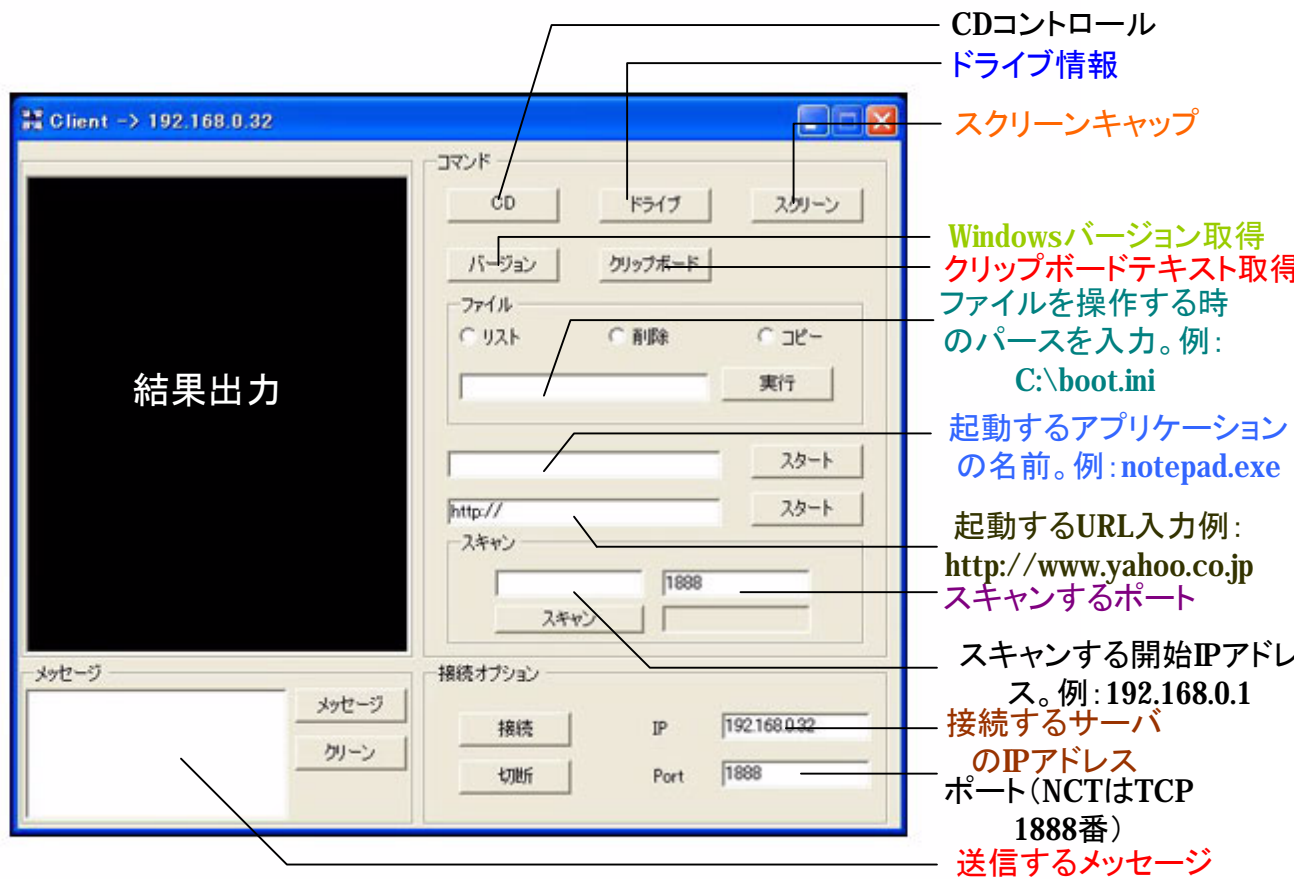 CDコントロール
ドライブ情報
スクリーンキャップ
Windowsバージョン取得
クリップボードテキスト取得
ファイルを操作する時
のパースを入力。例：
C:\boot.ini
起動するアプリケーション
の名前。例：notepad.exe
起動するURL入力例：
http://www.yahoo.co.jp
スキャンするポート
スキャンする開始IPアドレ
ス。例：192.168.0.1
接続するサーバ
のIPアドレス
ポート（NCTはTCP
1888番）
送信するメッセージ
Client -> 192.168.0.32
結果出力
コマンド
CD ドライブ スクリーン
バージョン クリップボード
ファイル
リスト 削除 コピー
実行
スタート
http:// スタート
スキャン
1888
スキャン
メッセージ
メッセージ
クリーン
接続オプション
接続 IP 192.168.0.32
切断 Port 1888